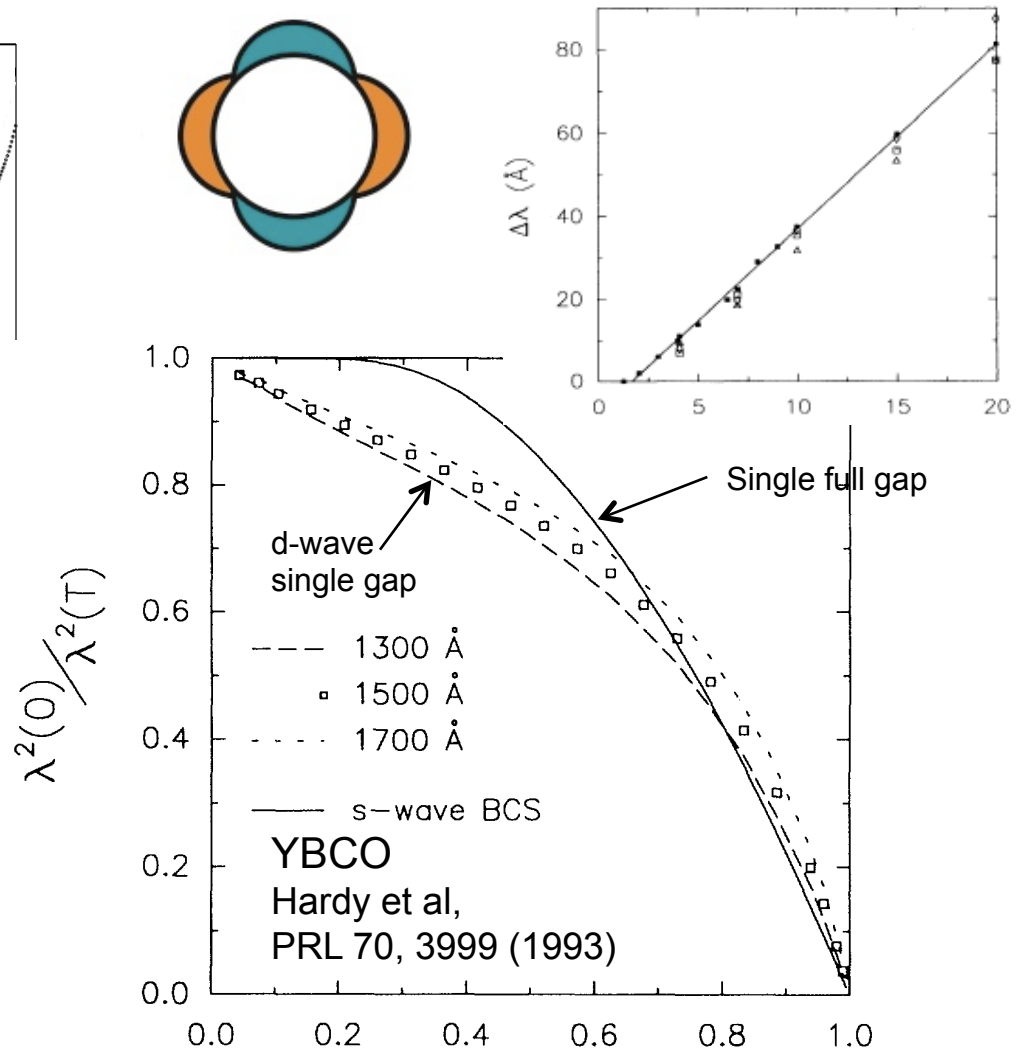 80
60
40
20
0
Δλ (Å)
0 5 10 15 20
1.0
0.8
0.6
0.4
0.2
0.0
λ²(0)/λ²(T)
Single full gap
d-wave
single gap
1300 Å
1500 Å
1700 Å
s-wave BCS
YBCO
Hardy et al,
PRL 70, 3999 (1993)
0.0 0.2 0.4 0.6 0.8 1.0